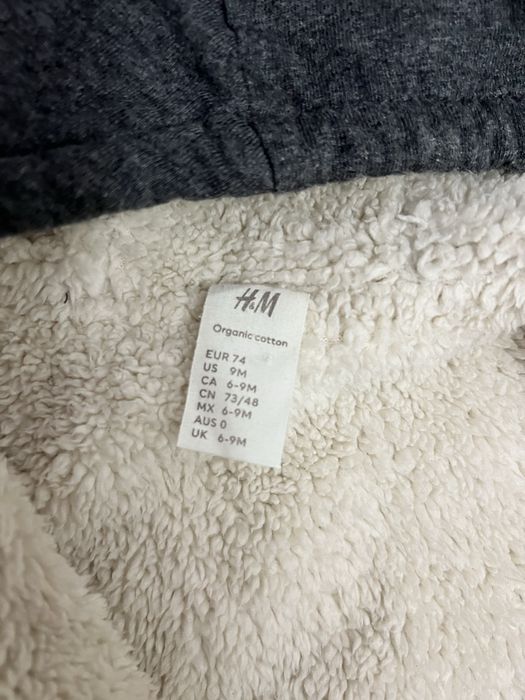 H&M
Organic cotton
EUR 74
US 9M
CA 6-9M
CN 73/48
MX 6-9M
AUS 0
UK 6-9M